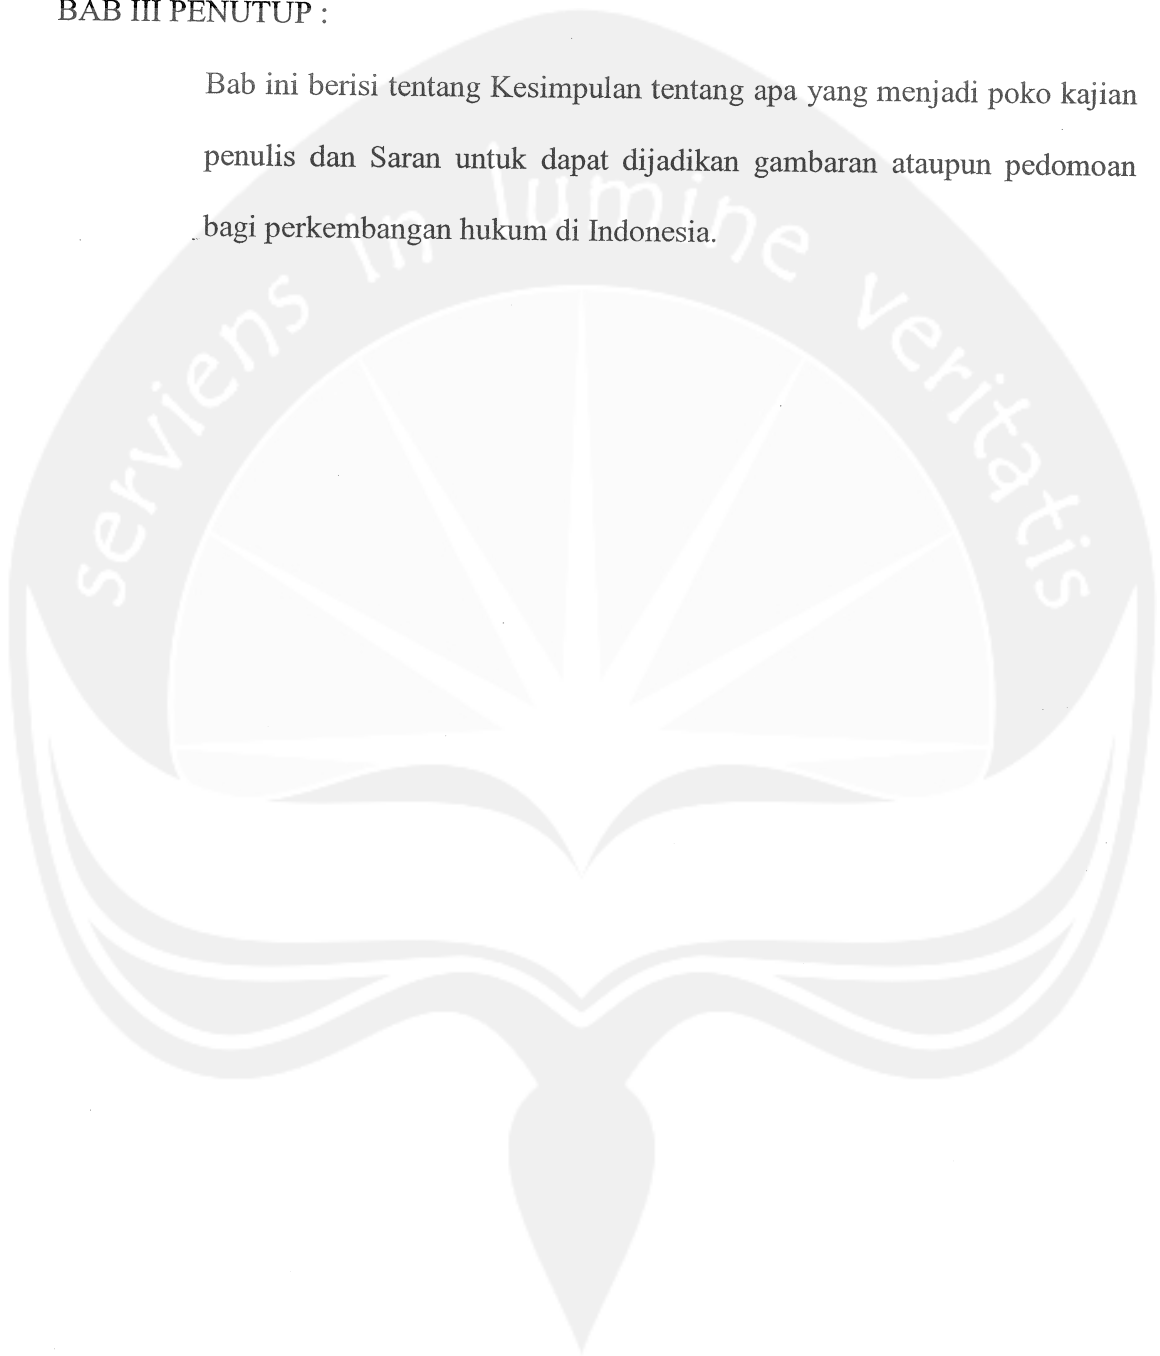 BAB III PENUTUP :
Bab ini berisi tentang Kesimpulan tentang apa yang menjadi poko kajian
penulis dan Saran untuk dapat dijadikan gambaran ataupun pedomoan
bagi perkembangan hukum di Indonesia.
serviens in lumine veritatis